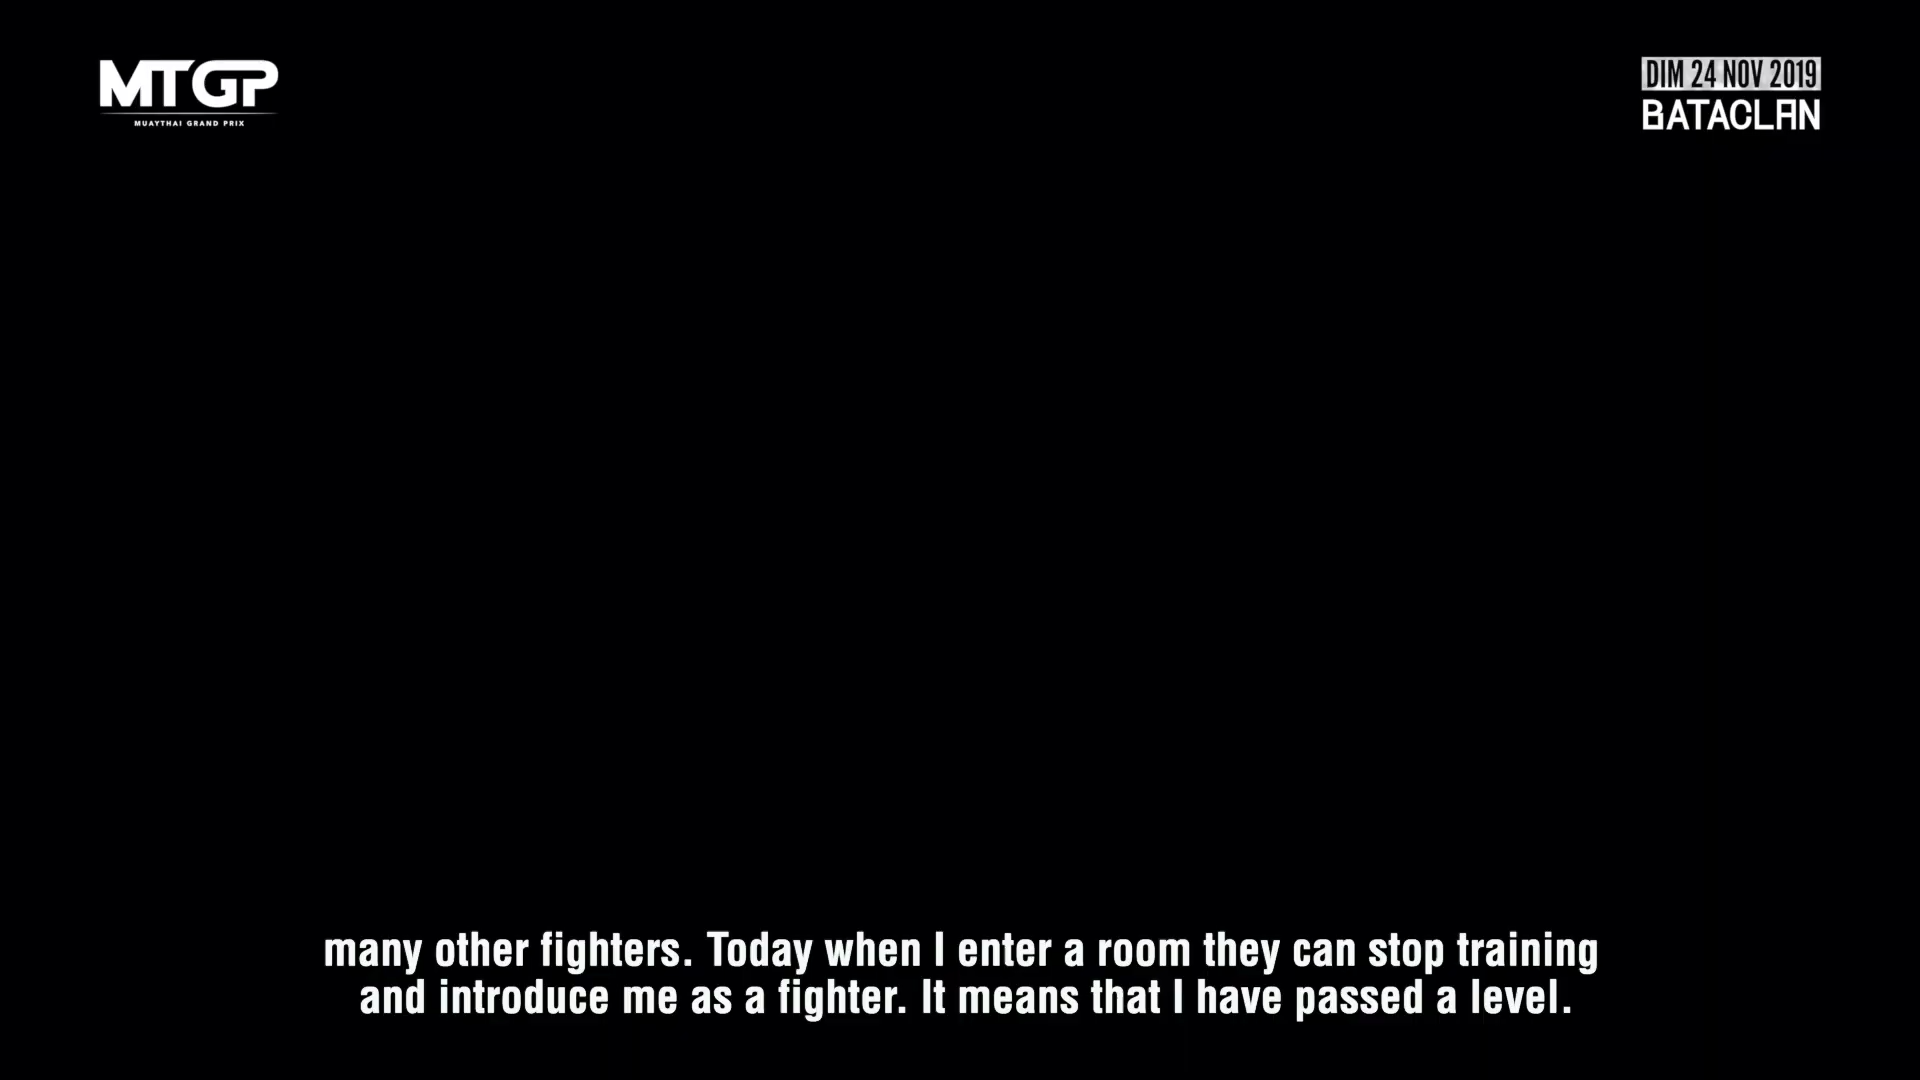 MTGP
MUAYTHAI GRAND PRIX
DIM 24 NOV 2019
BATACLAN
many other fighters. Today when I enter a room they can stop training
and introduce me as a fighter. It means that I have passed a level.